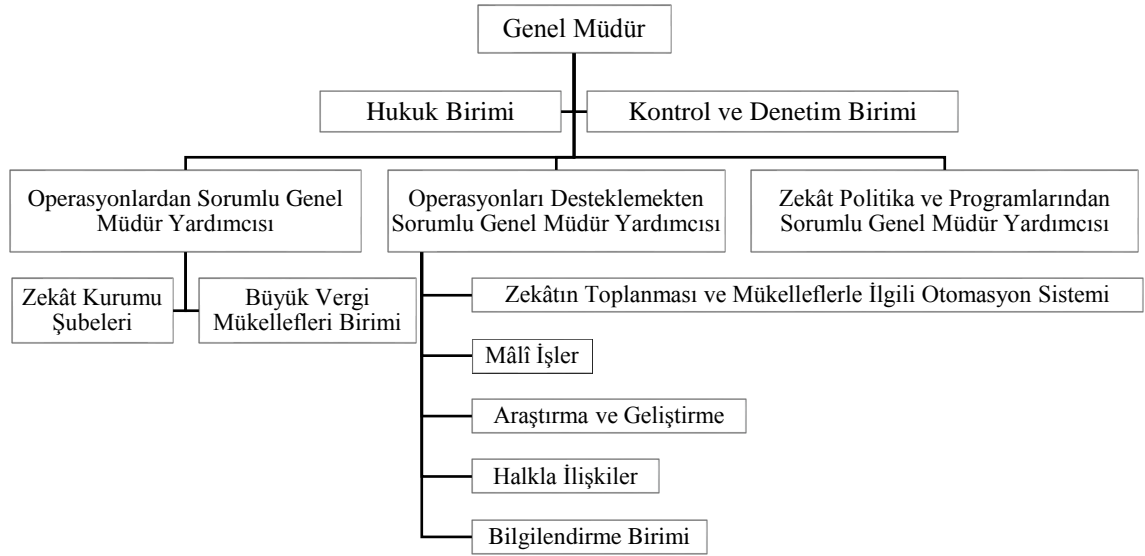 Genel Müdür
Hukuk Birimi
Kontrol ve Denetim Birimi
Operasyonlardan Sorumlu Genel
Müdür Yardımcısı
Operasyonları Desteklemekten
Sorumlu Genel Müdür Yardımcısı
Zekât Politika ve Programlarından
Sorumlu Genel Müdür Yardımcısı
Zekât Kurumu
Şubeleri
Büyük Vergi
Mükellefleri Birimi
Zekâtın Toplanması ve Mükelleflerle İlgili Otomasyon Sistemi
Mâlî İşler
Araştırma ve Geliştirme
Halkla İlişkiler
Bilgilendirme Birimi